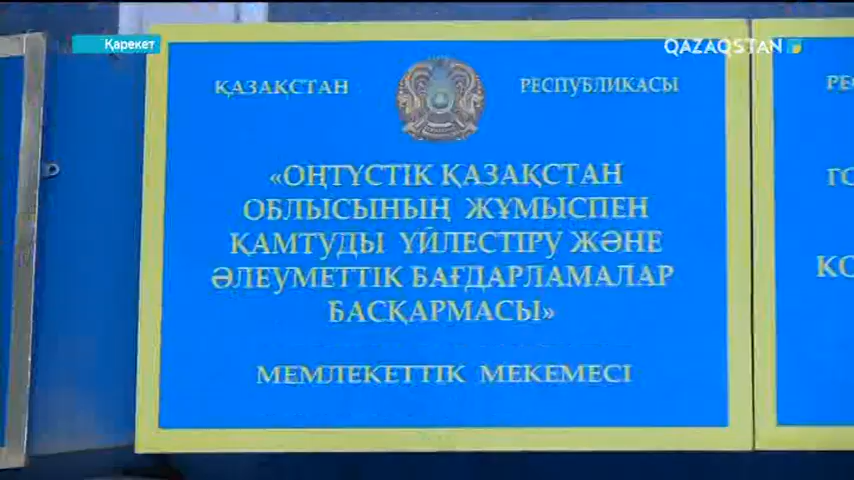 Қарекет
QAZAQSTAN
ҚАЗАҚСТАН
РЕСПУБЛИКАСЫ
«ОҢТҮСТІК ҚАЗАҚСТАН
ОБЛЫСЫНЫҢ ЖҰМЫСПЕН
ҚАМТУДЫ ҮЙЛЕСТІРУ ЖӘНЕ
ӘЛЕУМЕТТІК БАҒДАРЛАМАЛАР
БАСҚАРМАСЫ»
МЕМЛЕКЕТТІК МЕКЕМЕСІ